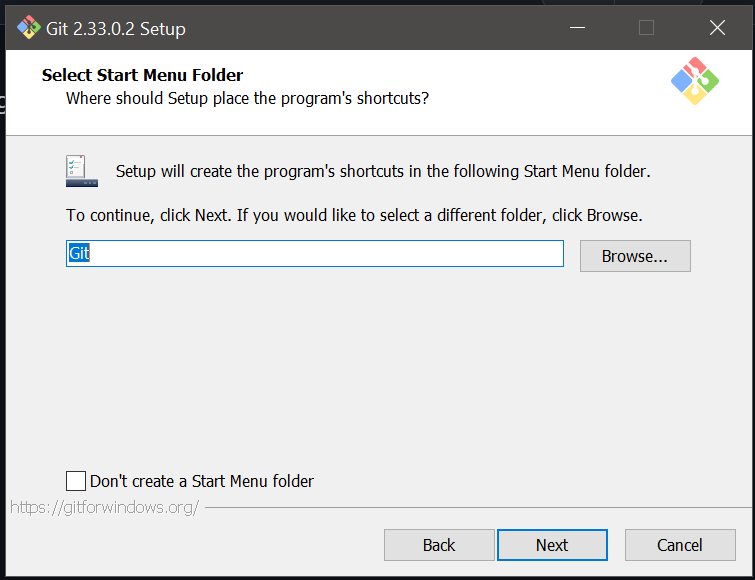 Git 2.33.0.2 Setup
Select Start Menu Folder
Where should Setup place the program's shortcuts?
Setup will create the program's shortcuts in the following Start Menu folder.
To continue, click Next. If you would like to select a different folder, click Browse.
Git
Browse...
Don't create a Start Menu folder
https://gitforwindows.org/
Back
Next
Cancel